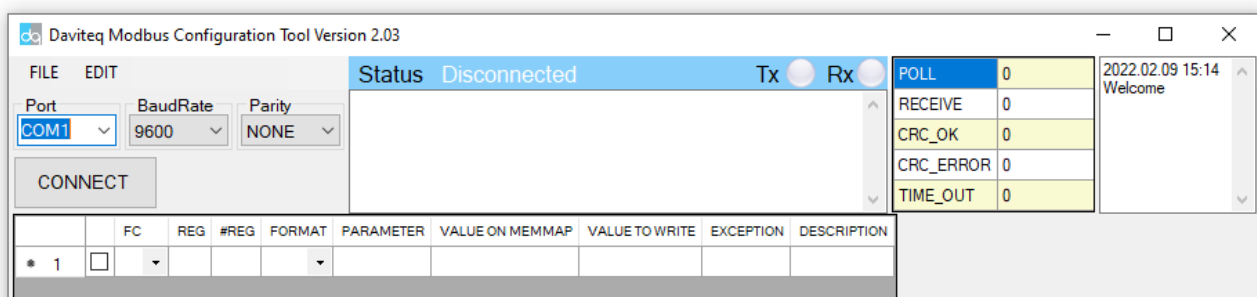 dq Daviteq Modbus Configuration Tool Version 2.03
FILE EDIT
Status Disconnected Tx Rx
Port BaudRate Parity
COM1 9600 NONE
CONNECT
POLL 0
RECEIVE 0
CRC_OK 0
CRC_ERROR 0
TIME_OUT 0
2022.02.09 15:14
Welcome
FC REG #REG FORMAT PARAMETER VALUE ON MEMMAP VALUE TO WRITE EXCEPTION DESCRIPTION
* 1